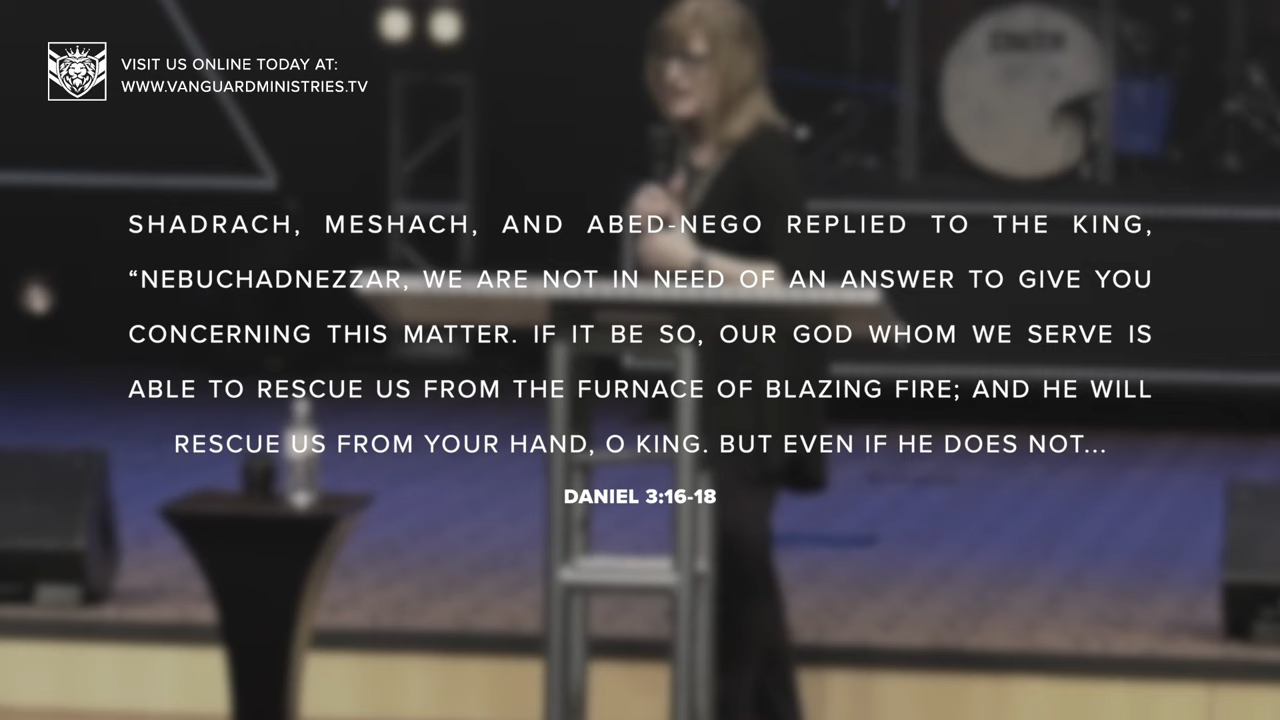 VISIT US ONLINE TODAY AT:
WWW.VANGUARDMINISTRIES.TV
SHADRACH, MESHACH, AND ABED-NEGO REPLIED TO THE KING,
“NEBUCHADNEZZAR, WE ARE NOT IN NEED OF AN ANSWER TO GIVE YOU
CONCERNING THIS MATTER. IF IT BE SO, OUR GOD WHOM WE SERVE IS
ABLE TO RESCUE US FROM THE FURNACE OF BLAZING FIRE; AND HE WILL
RESCUE US FROM YOUR HAND, O KING. BUT EVEN IF HE DOES NOT...
DANIEL 3:16-18